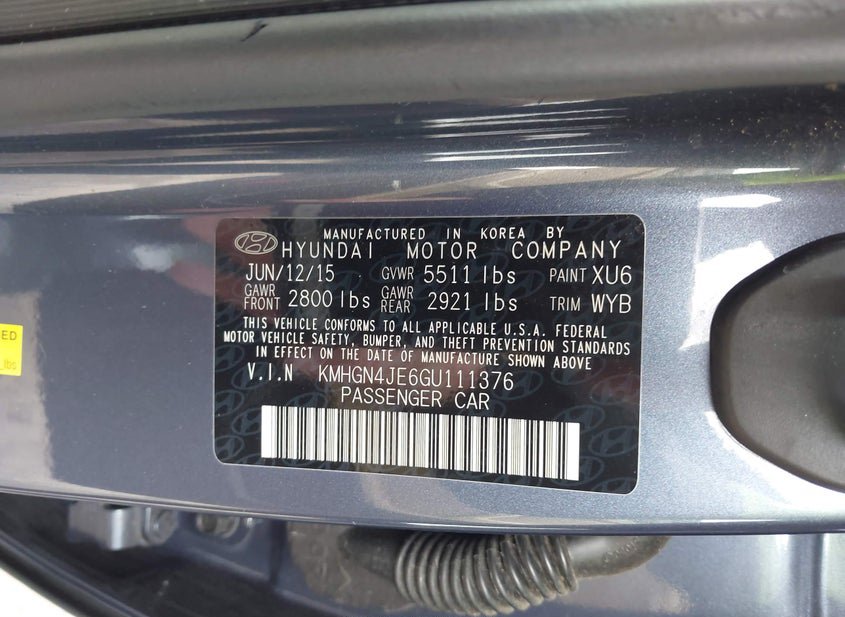 MANUFACTURED IN KOREA BY
HYUNDAI MOTOR COMPANY
JUN/12/15 GVWR 5511 lbs PAINT XU6
GAWR FRONT 2800 lbs GAWR REAR 2921 lbs TRIM WYB
THIS VEHICLE CONFORMS TO ALL APPLICABLE U.S.A. FEDERAL
MOTOR VEHICLE SAFETY, BUMPER, AND THEFT PREVENTION STANDARDS
IN EFFECT ON THE DATE OF MANUFACTURE SHOWN ABOVE
V.I.N KMHGN4JE6GU111376
PASSENGER CAR
ED
lbs